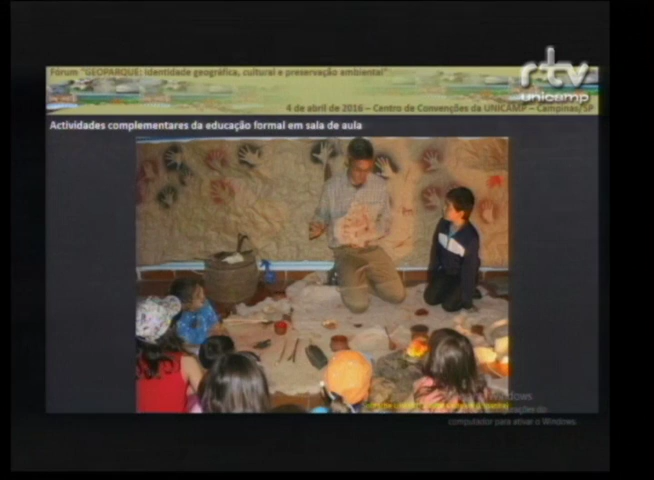 Fórum "GEOPARQUE: Identidade geográfica, cultural e preservação ambiental"
rtv
unicamp
4 de abril de 2016 – Centro de Convenções da UNICAMP – Campinas/SP
Actividades complementares da educação formal em sala de aula
computador para ativar o Windows.